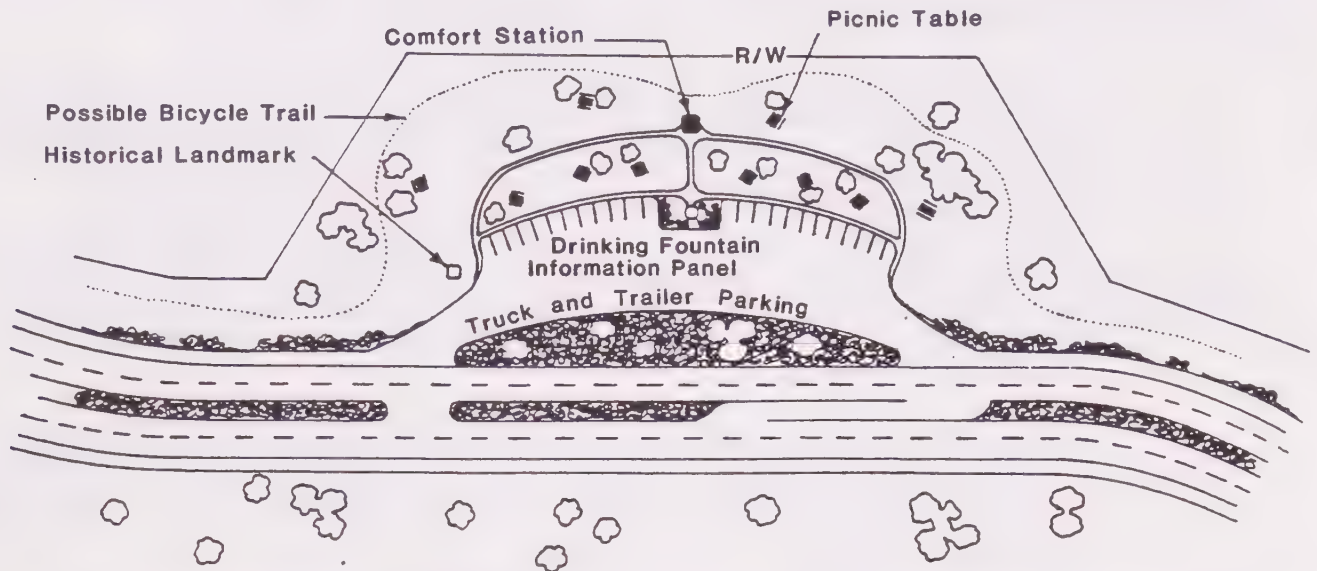 Picnic Table
Comfort Station
R/W
Possible Bicycle Trail
Historical Landmark
Drinking Fountain
Information Panel
Truck and Trailer Parking